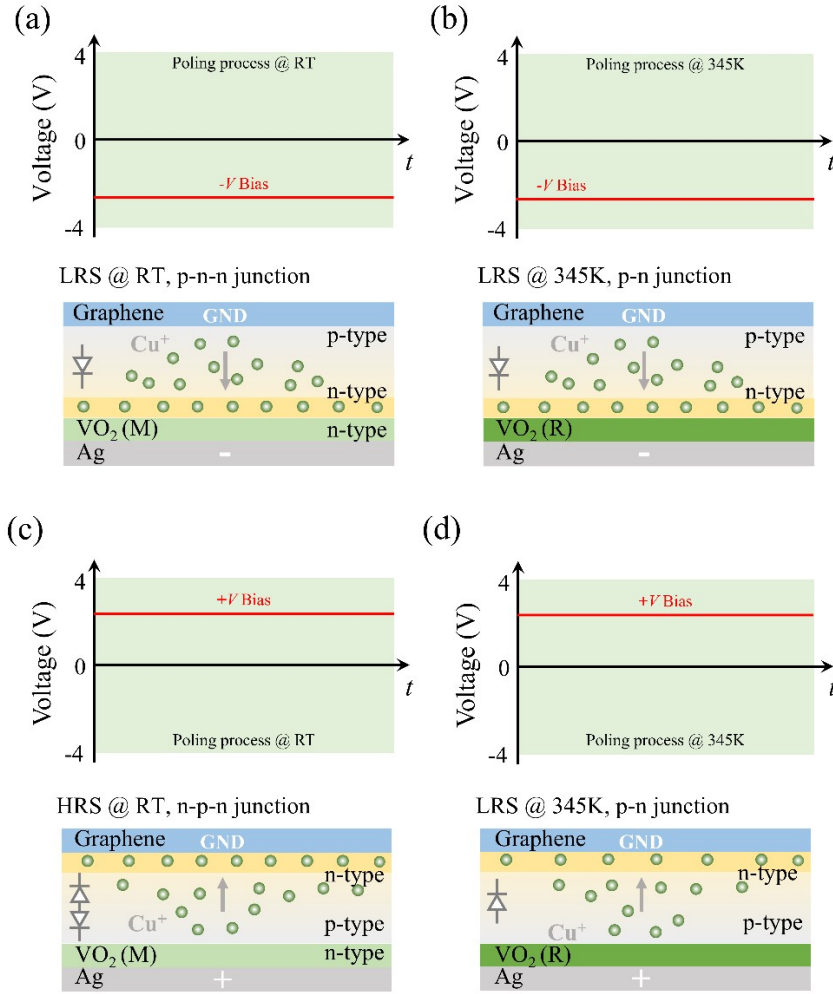 (a)
4
Poling process @ RT
Voltage (V)
0
t
-V Bias
-4
LRS @ RT, p-n-n junction
Graphene
GND
p-type
Cu⁺
n-type
VO₂ (M)
n-type
Ag
-
(b)
4
Poling process @ 345K
Voltage (V)
0
t
-V Bias
-4
LRS @ 345K, p-n junction
Graphene
GND
p-type
Cu⁺
n-type
VO₂ (R)
Ag
-
(c)
4
+V Bias
Voltage (V)
0
t
Poling process @ RT
-4
HRS @ RT, n-p-n junction
Graphene
GND
n-type
Cu⁺
p-type
VO₂ (M)
n-type
Ag
+
(d)
4
+V Bias
Voltage (V)
0
t
Poling process @ 345K
-4
LRS @ 345K, p-n junction
Graphene
GND
n-type
p-type
Cu⁺
VO₂ (R)
Ag
+